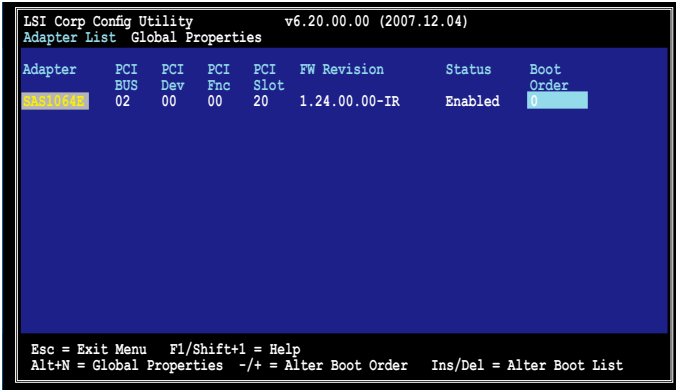 LSI Corp Config Utility v6.20.00.00 (2007.12.04)
Adapter List Global Properties
Adapter PCI PCI PCI PCI FW Revision Status Boot
BUS Dev Fnc Slot Order
SAS1064E 02 00 00 20 1.24.00.00-IR Enabled 0
Esc = Exit Menu F1/Shift+1 = Help
Alt+N = Global Properties -/+ = Alter Boot Order Ins/Del = Alter Boot List